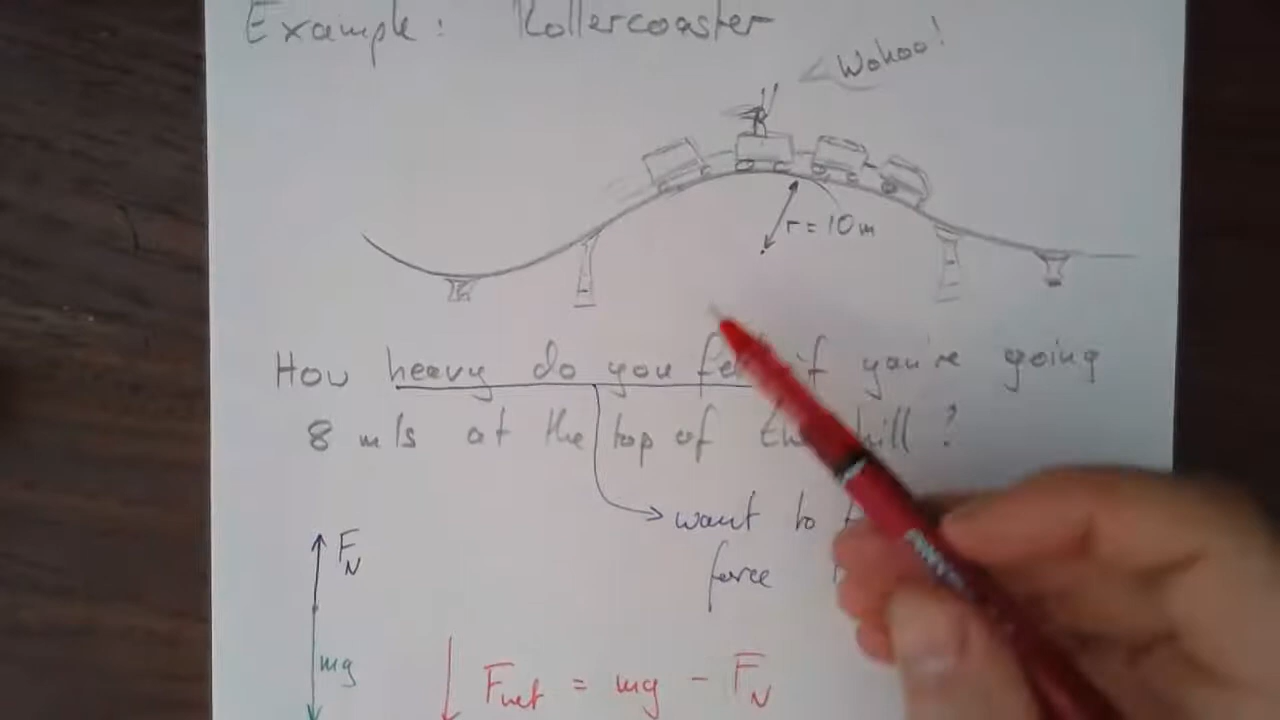 Example: Rollercoaster
Wohoo!
r = 10m
How heavy do you feel if you're going
8 m/s at the top of the hill ?
want to
force
F_N
mg
F_net = mg - F_N